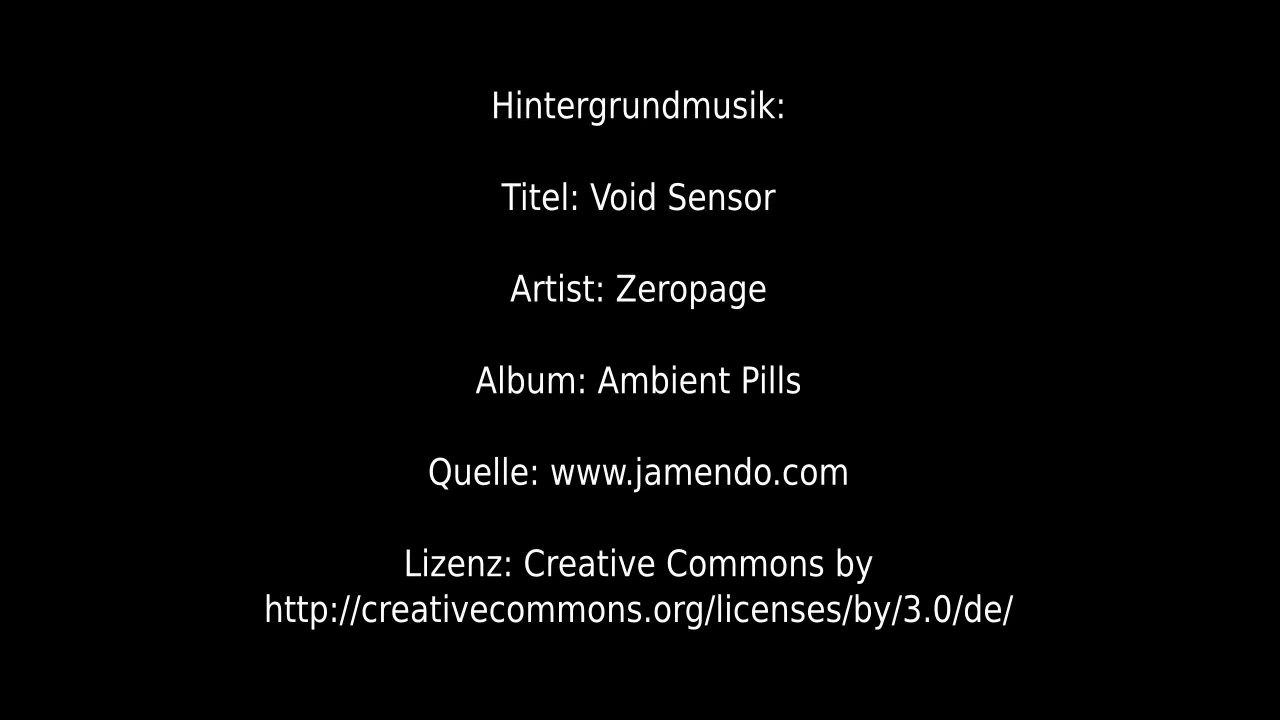 Hintergrundmusik:
Titel: Void Sensor
Artist: Zeropage
Album: Ambient Pills
Quelle: www.jamendo.com
Lizenz: Creative Commons by
http://creativecommons.org/licenses/by/3.0/de/